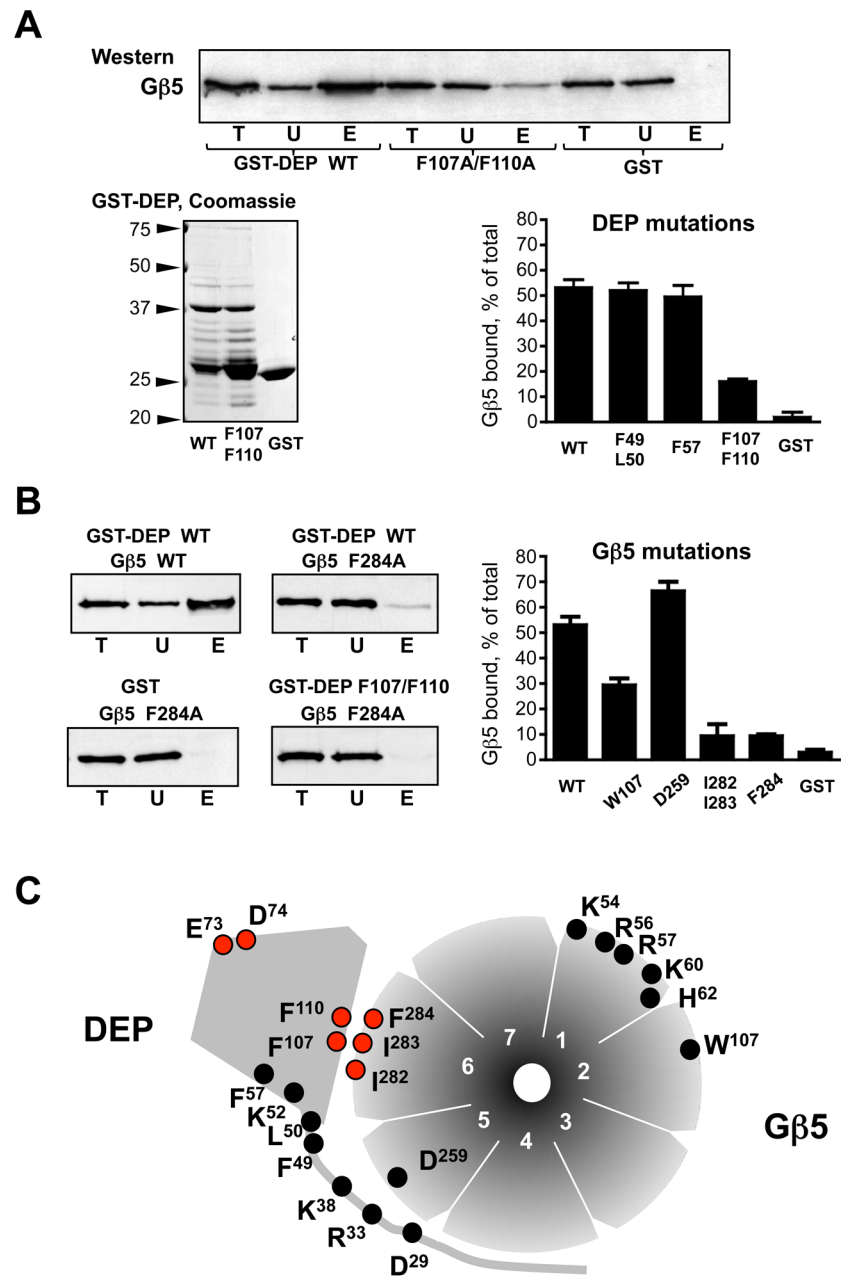 A
Western
Gβ5
T U E T U E T U E
GST-DEP WT F107A/F110A GST
GST-DEP, Coomassie
75
50
37
25
20
WT F107 F110 GST
DEP mutations
Gβ5 bound, % of total
80
70
60
50
40
30
20
10
0
WT F49 L50 F57 F107 F110 GST
B
GST-DEP WT
Gβ5 WT
T U E
GST-DEP WT
Gβ5 F284A
T U E
GST
Gβ5 F284A
T U E
GST-DEP F107/F110
Gβ5 F284A
T U E
Gβ5 mutations
Gβ5 bound, % of total
80
70
60
50
40
30
20
10
0
WT W107 D259 I282 I283 F284 GST
C
E73
D74
DEP
F110
F107
F57
K52
L50
F49
K38
R33
D29
F284
I283
I282
D259
K54
R56
R57
K60
H62
W107
Gβ5
7
1
6
2
5
3
4